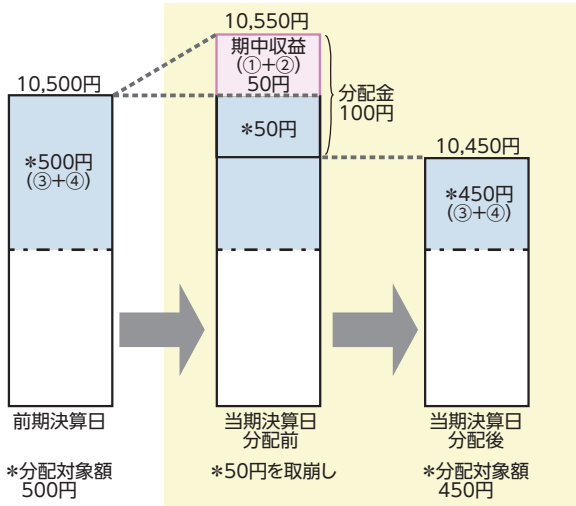 10,500円
*500円
(③+④)
前期決算日
*分配対象額
500円
10,550円
期中収益
(①+②)
50円
*50円
分配金
100円
当期決算日
分配前
*50円を取崩し
10,450円
*450円
(③+④)
当期決算日
分配後
*分配対象額
450円